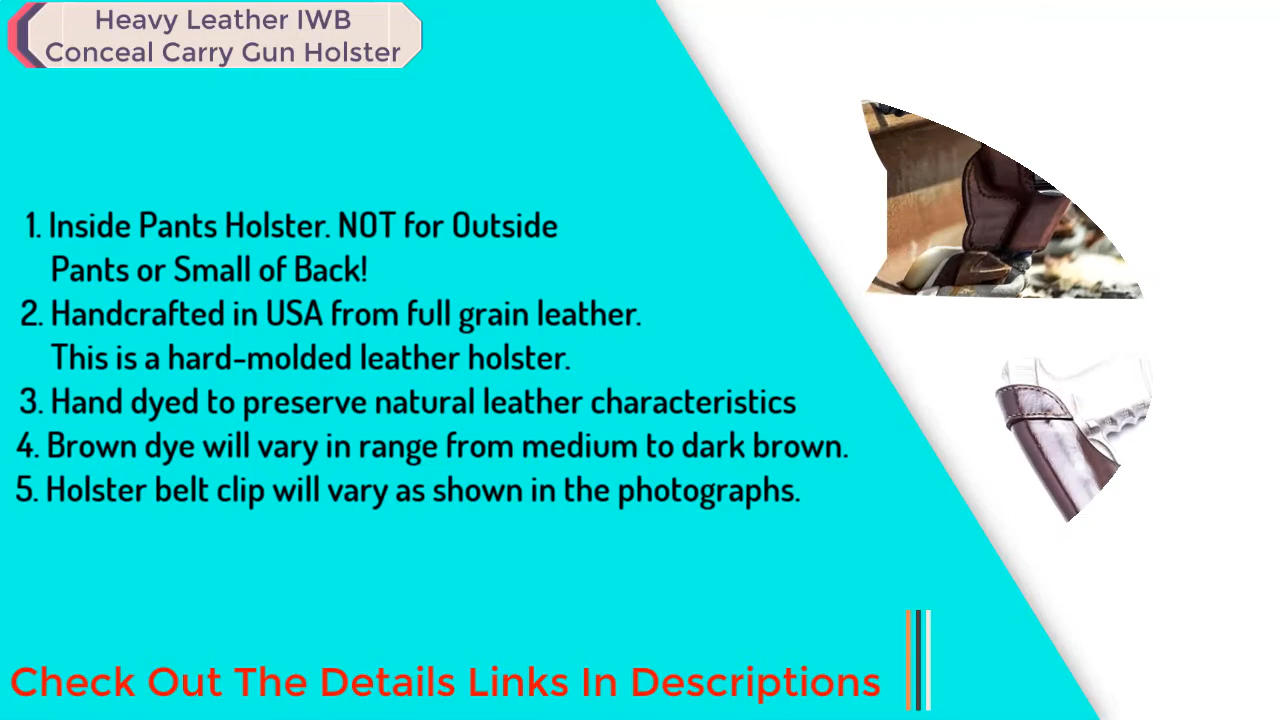 Heavy Leather IWB
Conceal Carry Gun Holster
1. Inside Pants Holster. NOT for Outside
Pants or Small of Back!
2. Handcrafted in USA from full grain leather.
This is a hard-molded leather holster.
3. Hand dyed to preserve natural leather characteristics
4. Brown dye will vary in range from medium to dark brown.
5. Holster belt clip will vary as shown in the photographs.
Check Out The Details Links In Descriptions